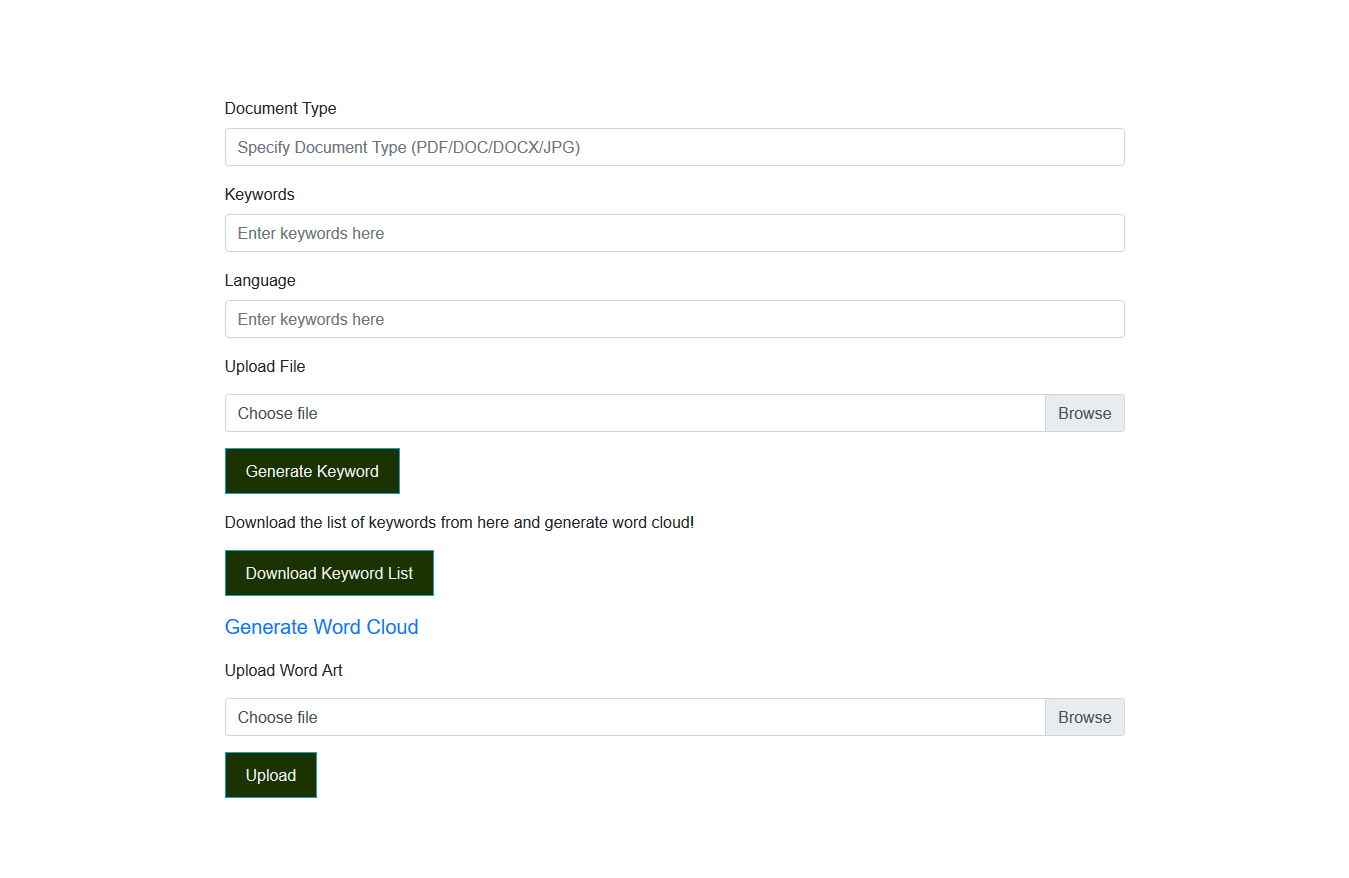 Document Type
Specify Document Type (PDF/DOC/DOCX/JPG)
Keywords
Enter keywords here
Language
Enter keywords here
Upload File
Choose file Browse
Generate Keyword
Download the list of keywords from here and generate word cloud!
Download Keyword List
Generate Word Cloud
Upload Word Art
Choose file Browse
Upload